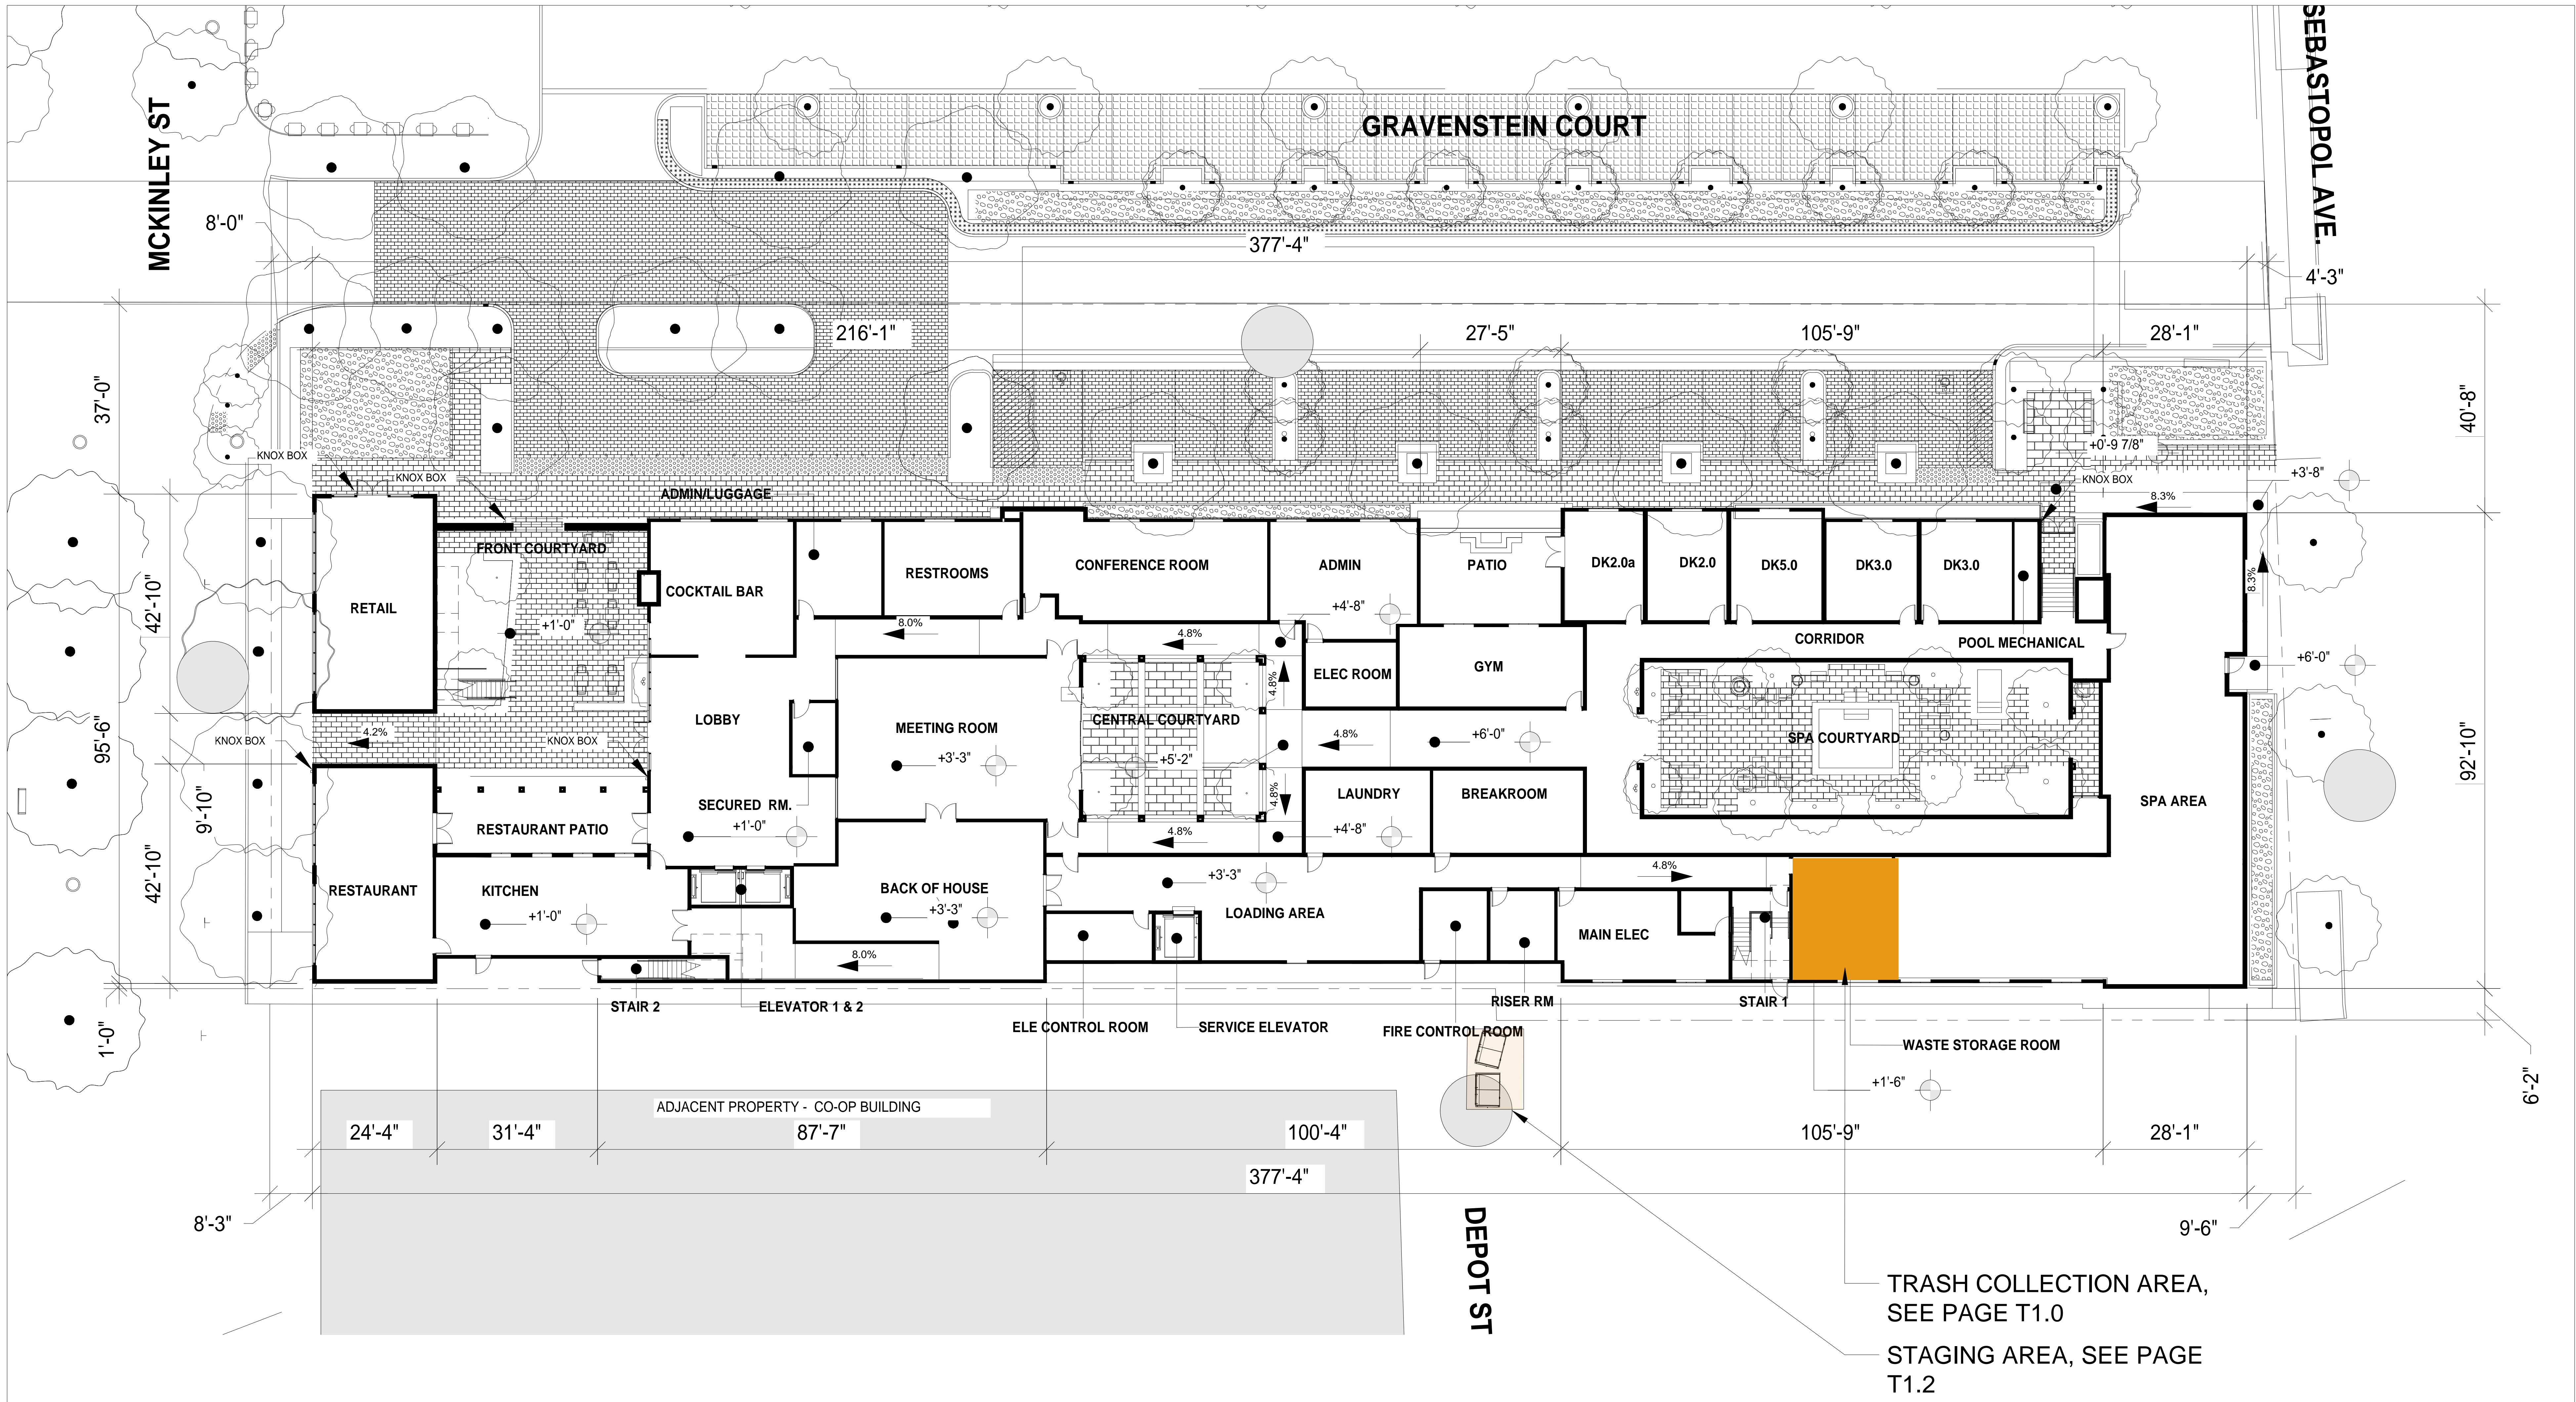 MCKINLEY ST
SEBASTOPOL AVE.
GRAVENSTEIN COURT
8'-0"
377'-4"
4'-3"
216'-1"
27'-5"
105'-9"
28'-1"
37'-0"
40'-8"
+0'-9 7/8"
KNOX BOX
KNOX BOX
+3'-8"
KNOX BOX
ADMIN/LUGGAGE
8.3%
FRONT COURTYARD
RETAIL
COCKTAIL BAR
RESTROOMS
CONFERENCE ROOM
ADMIN
PATIO
DK2.0a
DK2.0
DK5.0
DK3.0
DK3.0
8.3%
42'-10"
+1'-0"
8.0%
+4'-8"
4.8%
CORRIDOR
POOL MECHANICAL
ELEC ROOM
GYM
+6'-0"
4.8%
95'-6"
LOBBY
MEETING ROOM
CENTRAL COURTYARD
4.2%
KNOX BOX
KNOX BOX
4.8%
+6'-0"
SPA COURTYARD
+3'-3"
+5'-2"
92'-10"
9'-10"
SECURED RM.
LAUNDRY
BREAKROOM
4.8%
SPA AREA
RESTAURANT PATIO
+1'-0"
4.8%
+4'-8"
42'-10"
RESTAURANT
KITCHEN
BACK OF HOUSE
+3'-3"
4.8%
+1'-0"
+3'-3"
LOADING AREA
MAIN ELEC
8.0%
STAIR 2
ELEVATOR 1 & 2
RISER RM
STAIR 1
1'-0"
ELE CONTROL ROOM
SERVICE ELEVATOR
FIRE CONTROL ROOM
WASTE STORAGE ROOM
+1'-6"
6'-2"
ADJACENT PROPERTY - CO-OP BUILDING
24'-4"
31'-4"
87'-7"
100'-4"
105'-9"
28'-1"
377'-4"
8'-3"
9'-6"
DEPOT ST
TRASH COLLECTION AREA,
SEE PAGE T1.0
STAGING AREA, SEE PAGE
T1.2